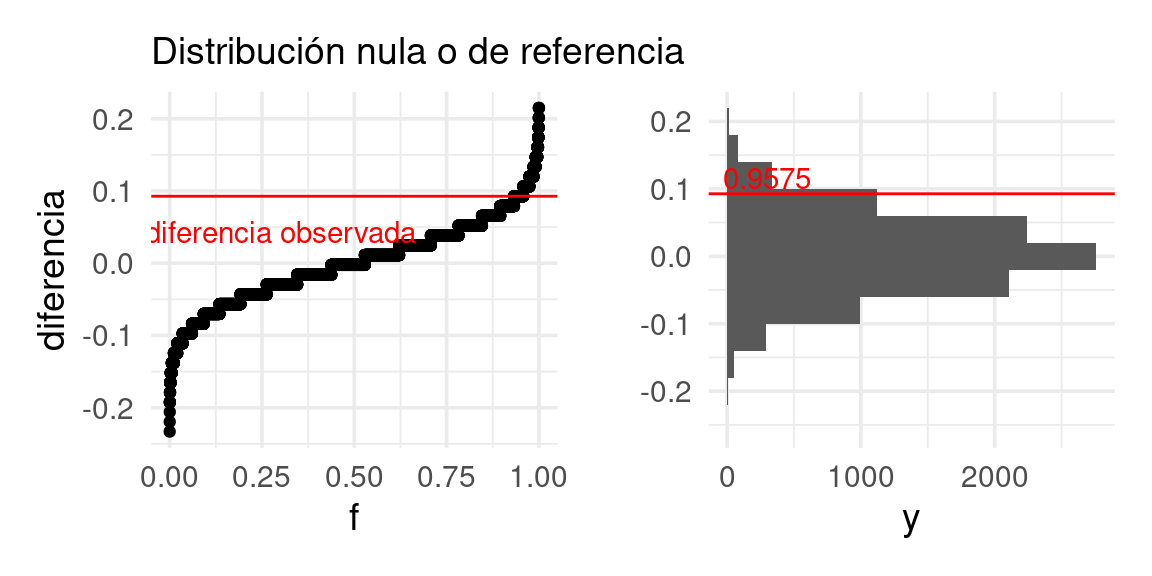 Distribución nula o de referencia
diferencia
0.2
0.1
0.0
-0.1
-0.2
diferencia observada
0.00 0.25 0.50 0.75 1.00
f
0.2
0.1
0.0
-0.1
-0.2
0.9575
0 1000 2000
y